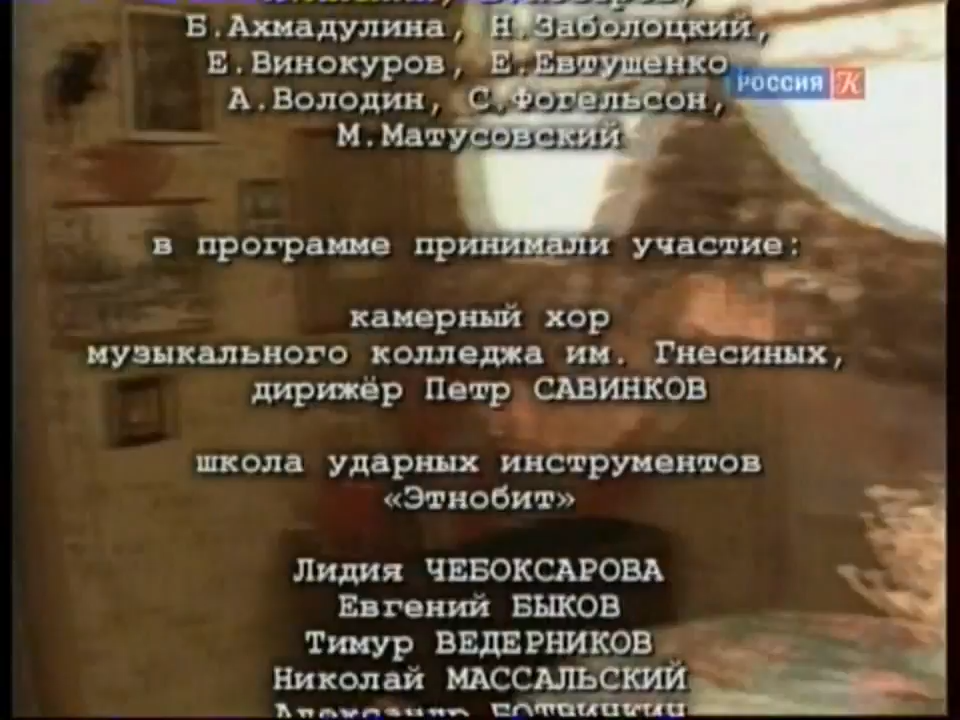 Б.Ахмадулина, Н.Заболоцкий,
Е.Винокуров, Е.Евтушенко
РОССИЯ К
А.Володин, С.Фогельсон,
М.Матусовский
в программе принимали участие:
камерный хор
музыкального колледжа им. Гнесиных,
дирижёр Петр САВИНКОВ
школа ударных инструментов
«Этнобит»
Лидия ЧЕБОКСАРОВА
Евгений БЫКОВ
Тимур ВЕДЕРНИКОВ
Николай МАССАЛЬСКИЙ
Александр